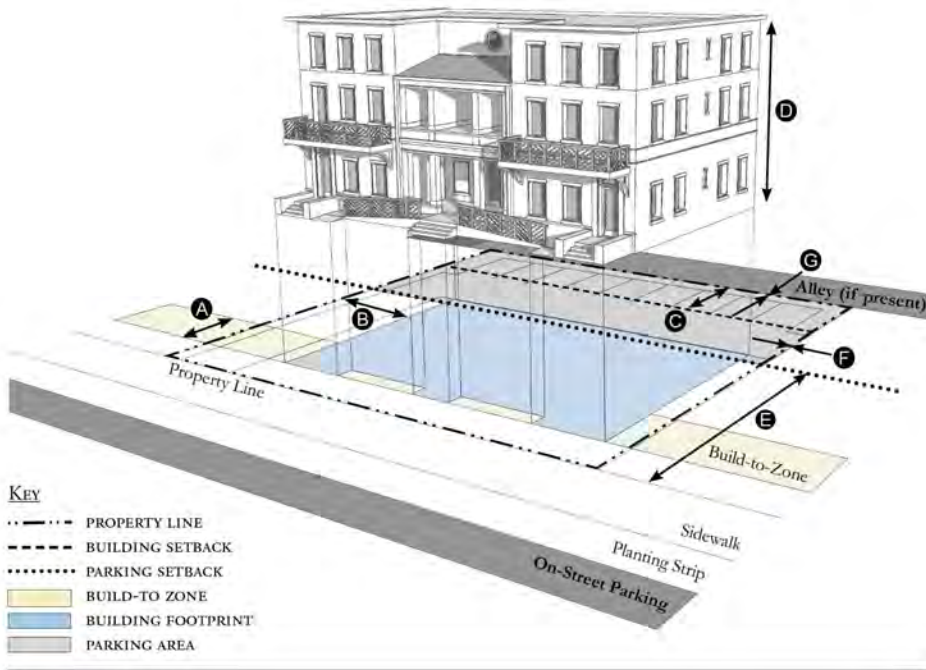 D
G
Alley (if present)
A
B
C
F
Property Line
E
Build-to-Zone
Sidewalk
Planting Strip
On-Street Parking
KEY
PROPERTY LINE
BUILDING SETBACK
PARKING SETBACK
BUILD-TO ZONE
BUILDING FOOTPRINT
PARKING AREA